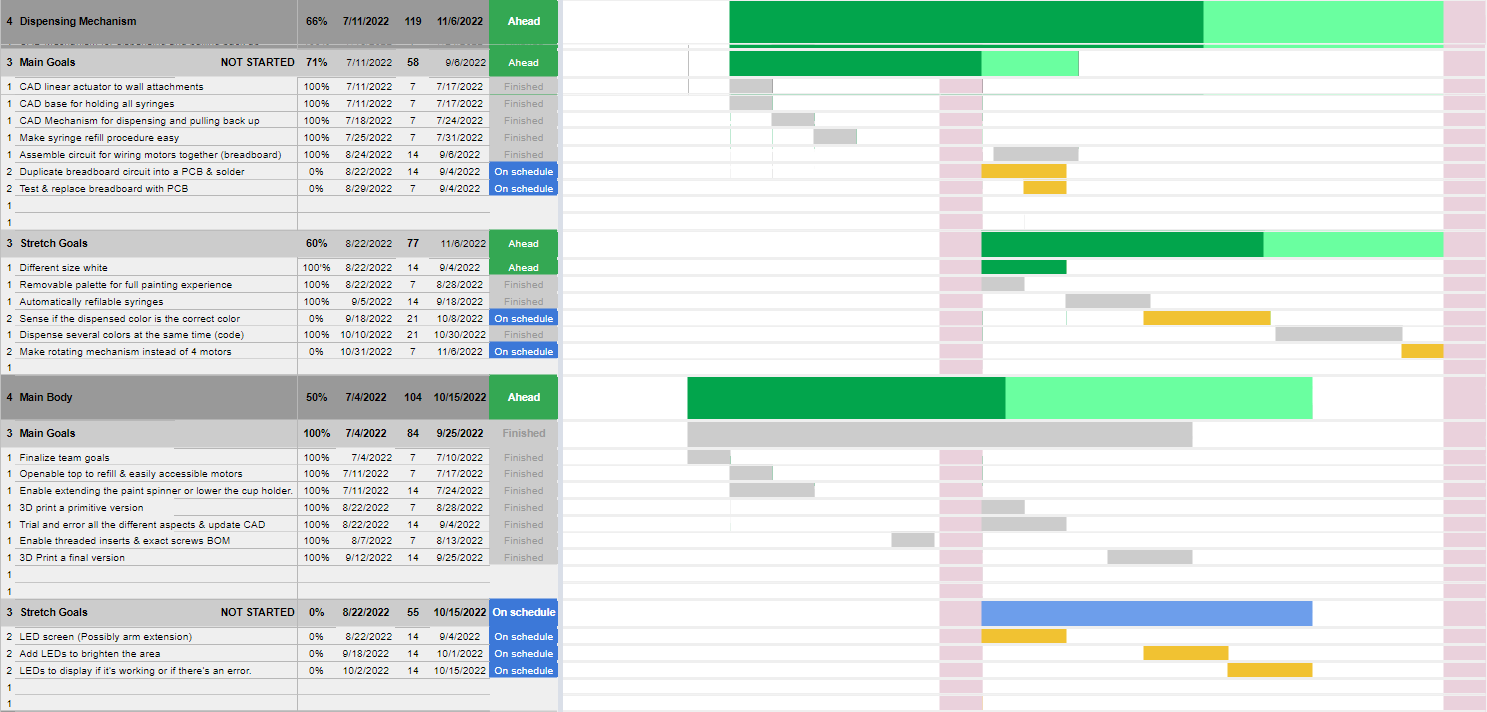 4 Dispensing Mechanism 66% 7/11/2022 119 11/6/2022 Ahead
3 Main Goals NOT STARTED 71% 7/11/2022 58 9/6/2022 Ahead
1 CAD linear actuator to wall attachments 100% 7/11/2022 7 7/17/2022 Finished
1 CAD base for holding all syringes 100% 7/11/2022 7 7/17/2022 Finished
1 CAD Mechanism for dispensing and pulling back up 100% 7/18/2022 7 7/24/2022 Finished
1 Make syringe refill procedure easy 100% 7/25/2022 7 7/31/2022 Finished
1 Assemble circuit for wiring motors together (breadboard) 100% 8/24/2022 14 9/6/2022 Finished
2 Duplicate breadboard circuit into a PCB & solder 0% 8/22/2022 14 9/4/2022 On schedule
2 Test & replace breadboard with PCB 0% 8/29/2022 7 9/4/2022 On schedule
1
1
3 Stretch Goals 60% 8/22/2022 77 11/6/2022 Ahead
1 Different size white 100'% 8/22/2022 14 9/4/2022 Ahead
1 Removable palette for full painting experience 100% 8/22/2022 7 8/28/2022 Finished
1 Automatically refilable syringes 100% 9/5/2022 14 9/18/2022 Finished
2 Sense if the dispensed color is the correct color 0% 9/18/2022 21 10/8/2022 On schedule
1 Dispense several colors at the same time (code) 100% 10/10/2022 21 10/30/2022 Finished
2 Make rotating mechanism instead of 4 motors 0% 10/31/2022 7 11/6/2022 On schedule
1
4 Main Body 50% 7/4/2022 104 10/15/2022 Ahead
3 Main Goals 100% 7/4/2022 84 9/25/2022 Finished
1 Finalize team goals 100% 7/4/2022 7 7/10/2022 Finished
1 Openable top to refill & easily accessible motors 100% 7/11/2022 7 7/17/2022 Finished
1 Enable extending the paint spinner or lower the cup holder. 100% 7/11/2022 14 7/24/2022 Finished
1 3D print a primitive version 100% 8/22/2022 7 8/28/2022 Finished
1 Trial and error all the different aspects & update CAD 100% 8/22/2022 14 9/4/2022 Finished
1 Enable threaded inserts & exact screws BOM 100% 8/7/2022 7 8/13/2022 Finished
1 3D Print a final version 100% 9/12/2022 14 9/25/2022 Finished
1
1
3 Stretch Goals NOT STARTED 0% 8/22/2022 55 10/15/2022 On schedule
2 LED screen (Possibly arm extension) 0% 8/22/2022 14 9/4/2022 On schedule
2 Add LEDs to brighten the area 0% 9/18/2022 14 10/1/2022 On schedule
2 LEDs to display if it's working or if there's an error. 0% 10/2/2022 14 10/15/2022 On schedule
1
1